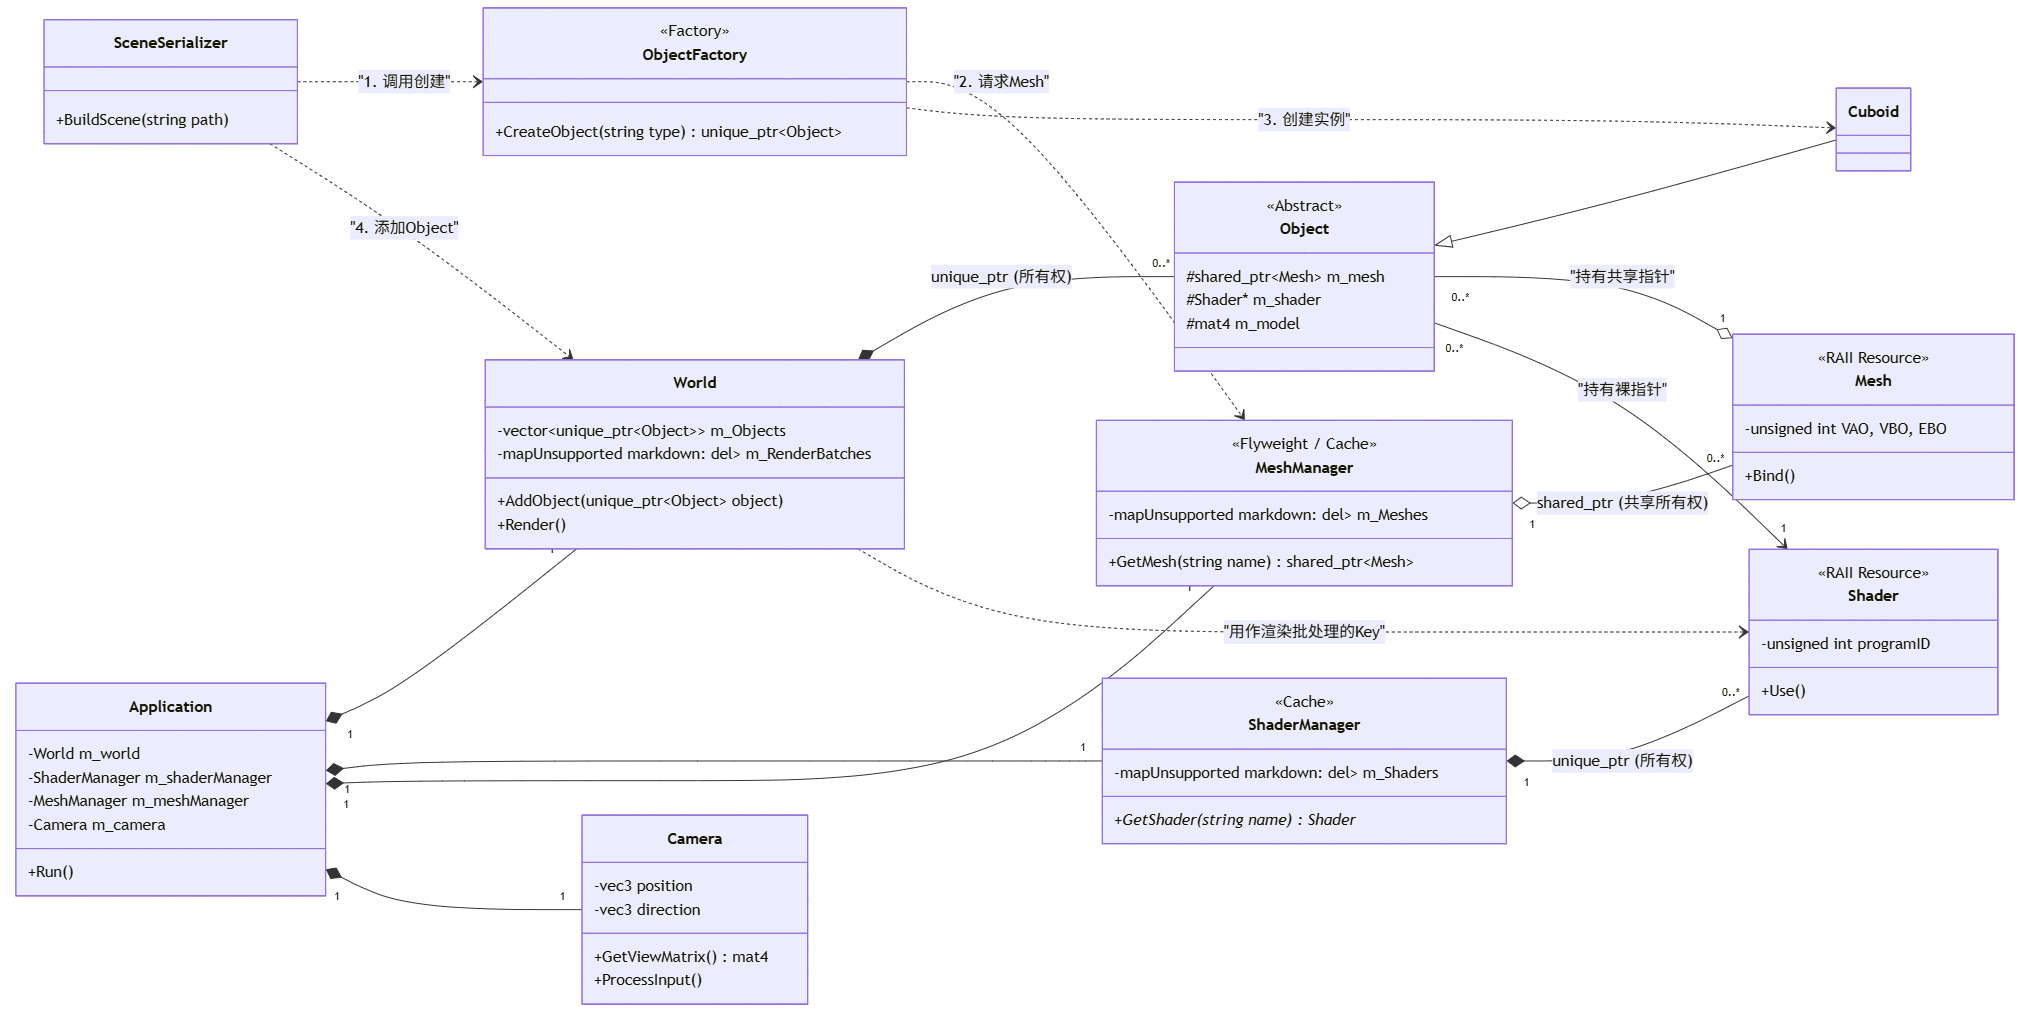 SceneSerializer
+BuildScene(string path)
"1. 调用创建"
«Factory»
ObjectFactory
+CreateObject(string type) : unique_ptr<Object>
"2. 请求Mesh"
"3. 创建实例"
Cuboid
"4. 添加Object"
«Abstract»
Object
#shared_ptr<Mesh> m_mesh
#Shader* m_shader
#mat4 m_model
unique_ptr (所有权)
0..*
"持有共享指针"
0..*
1
"持有裸指针"
0..*
1
«RAII Resource»
Mesh
-unsigned int VAO, VBO, EBO
+Bind()
World
-vector<unique_ptr<Object>> m_Objects
-mapUnsupported markdown: del> m_RenderBatches
+AddObject(unique_ptr<Object> object)
+Render()
1
«Flyweight / Cache»
MeshManager
-mapUnsupported markdown: del> m_Meshes
+GetMesh(string name) : shared_ptr<Mesh>
1
shared_ptr (共享所有权)
0..*
1
«RAII Resource»
Shader
-unsigned int programID
+Use()
"用作渲染批处理的Key"
Application
-World m_world
-ShaderManager m_shaderManager
-MeshManager m_meshManager
-Camera m_camera
+Run()
1
1
1
1
1
«Cache»
ShaderManager
-mapUnsupported markdown: del> m_Shaders
+GetShader(string name) : Shader
unique_ptr (所有权)
0..*
1
1
Camera
-vec3 position
-vec3 direction
+GetViewMatrix() : mat4
+ProcessInput()